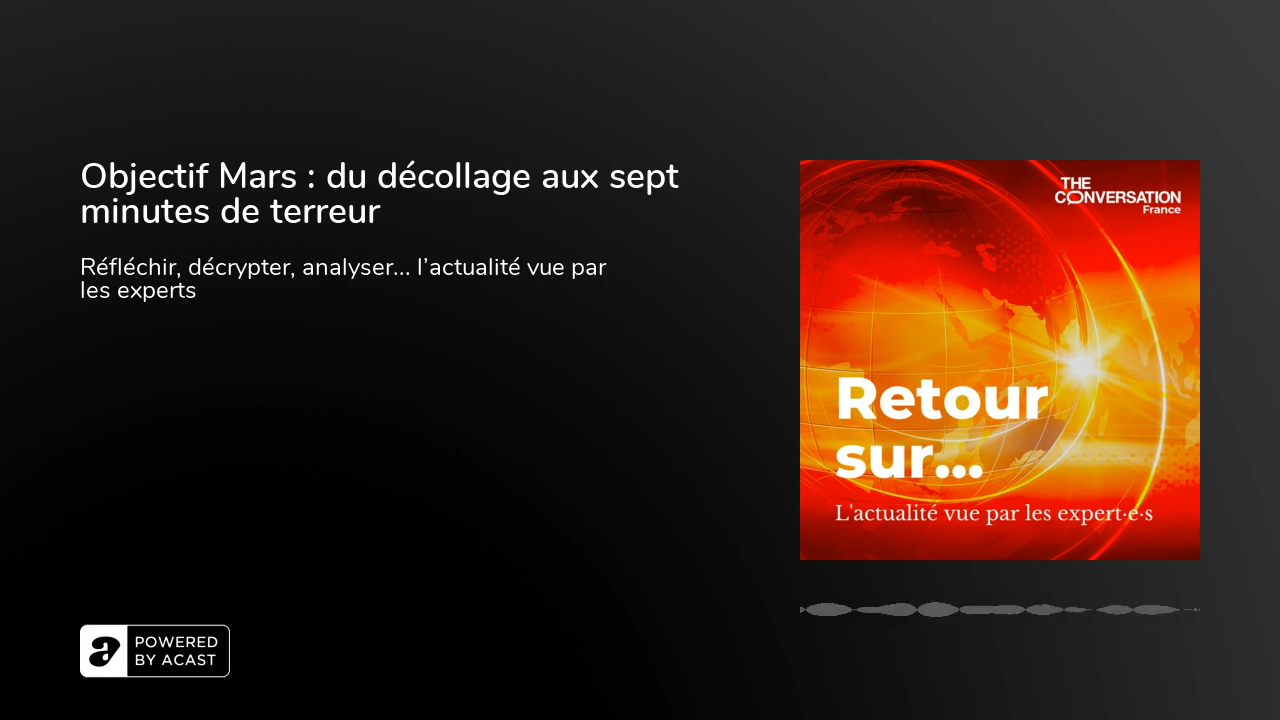 Objectif Mars : du décollage aux sept
minutes de terreur
Réfléchir, décrypter, analyser... l’actualité vue par
les experts
THE
CONVERSATION
France
Retour
sur...
L'actualité vue par les expert·e·s
a
POWERED
BY ACAST